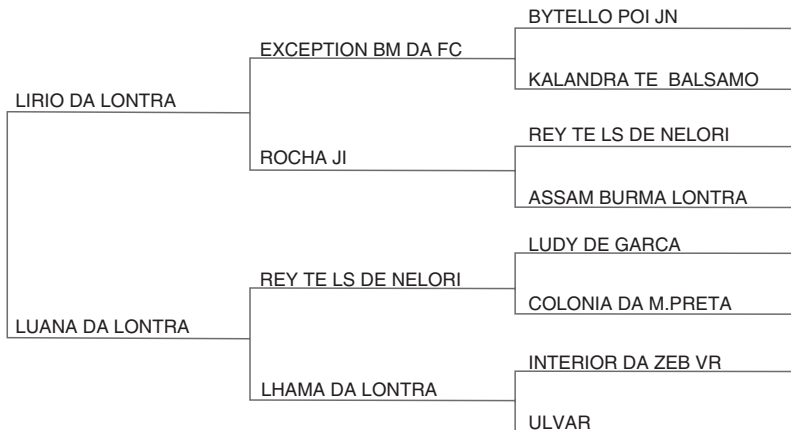 BYTELLO POI JN
EXCEPTION BM DA FC
KALANDRA TE BALSAMO
LIRIO DA LONTRA
REY TE LS DE NELORI
ROCHA JI
ASSAM BURMA LONTRA
LUDY DE GARCA
REY TE LS DE NELORI
COLONIA DA M.PRETA
LUANA DA LONTRA
INTERIOR DA ZEB VR
LHAMA DA LONTRA
ULVAR